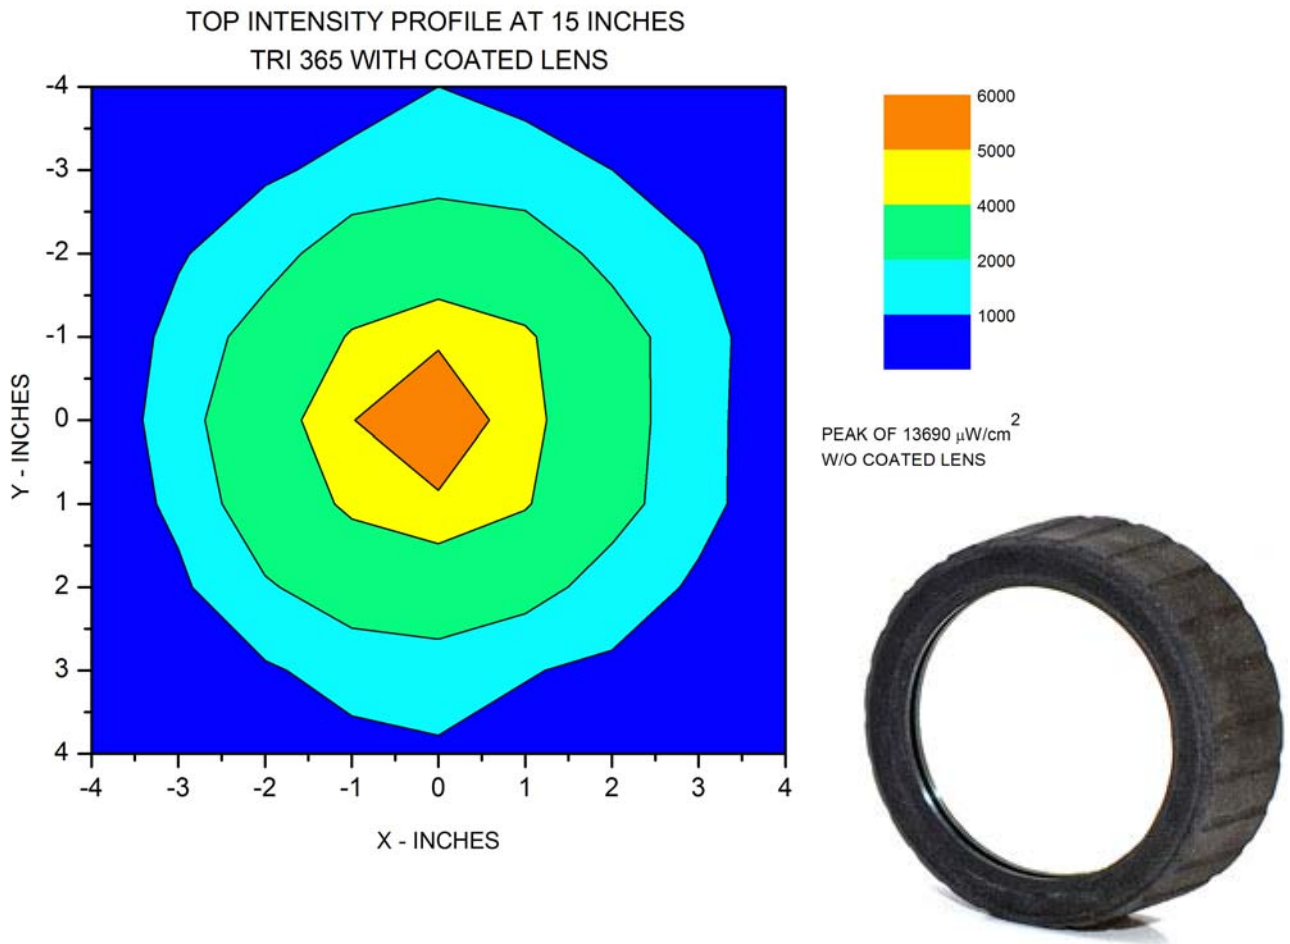 TOP INTENSITY PROFILE AT 15 INCHES
TRI 365 WITH COATED LENS
-4
-3
-2
-1
0
1
2
3
4
Y - INCHES
-4 -3 -2 -1 0 1 2 3 4
X - INCHES
6000
5000
4000
2000
1000
PEAK OF 13690 μW/cm²
W/O COATED LENS